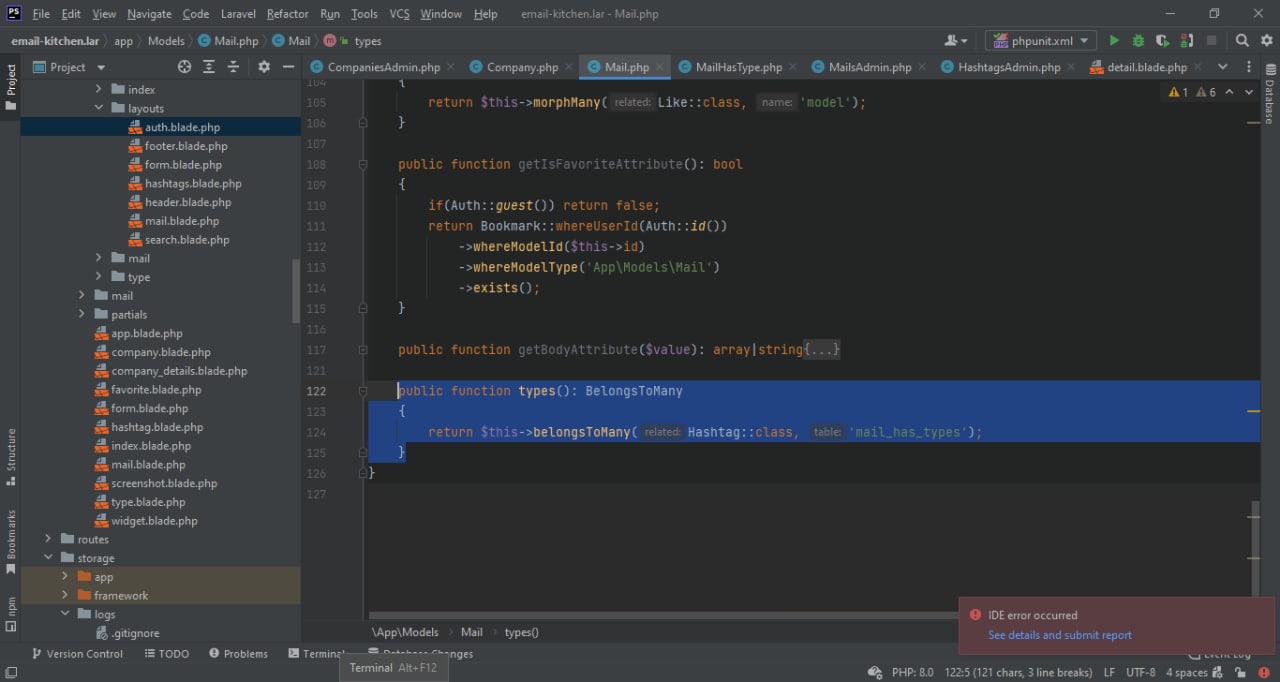 PS File Edit View Navigate Code Laravel Refactor Run Tools VCS Window Help email-kitchen.lar - Mail.php
email-kitchen.lar app Models Mail.php Mail types phpunit.xml
Project CompaniesAdmin.php Company.php Mail.php MailHasType.php MailsAdmin.php HashtagsAdmin.php detail.blade.php
Project
Database
index
layouts
auth.blade.php
footer.blade.php
form.blade.php
hashtags.blade.php
header.blade.php
mail.blade.php
search.blade.php
mail
type
mail
partials
app.blade.php
company.blade.php
company_details.blade.php
favorite.blade.php
form.blade.php
hashtag.blade.php
index.blade.php
mail.blade.php
screenshot.blade.php
type.blade.php
widget.blade.php
routes
storage
app
framework
logs
.gitignore
Structure
Bookmarks
npm
1 6
104 {
105 return $this->morphMany( related: Like::class, name: 'model');
106 }
107
108 public function getIsFavoriteAttribute(): bool
109 {
110 if(Auth::guest()) return false;
111 return Bookmark::whereUserId(Auth::id())
112 ->whereModelId($this->id)
113 ->whereModelType('App\Models\Mail')
114 ->exists();
115 }
116
117 public function getBodyAttribute($value): array|string{...}
121
122 public function types(): BelongsToMany
123 {
124 return $this->belongsToMany( related: Hashtag::class, table: 'mail_has_types');
125 }
126 }
127
\App\Models Mail types()
IDE error occurred
See details and submit report
Version Control TODO Problems Terminal Database Changes Event Log
Terminal Alt+F12
PHP: 8.0 122:5 (121 chars, 3 line breaks) LF UTF-8 4 spaces